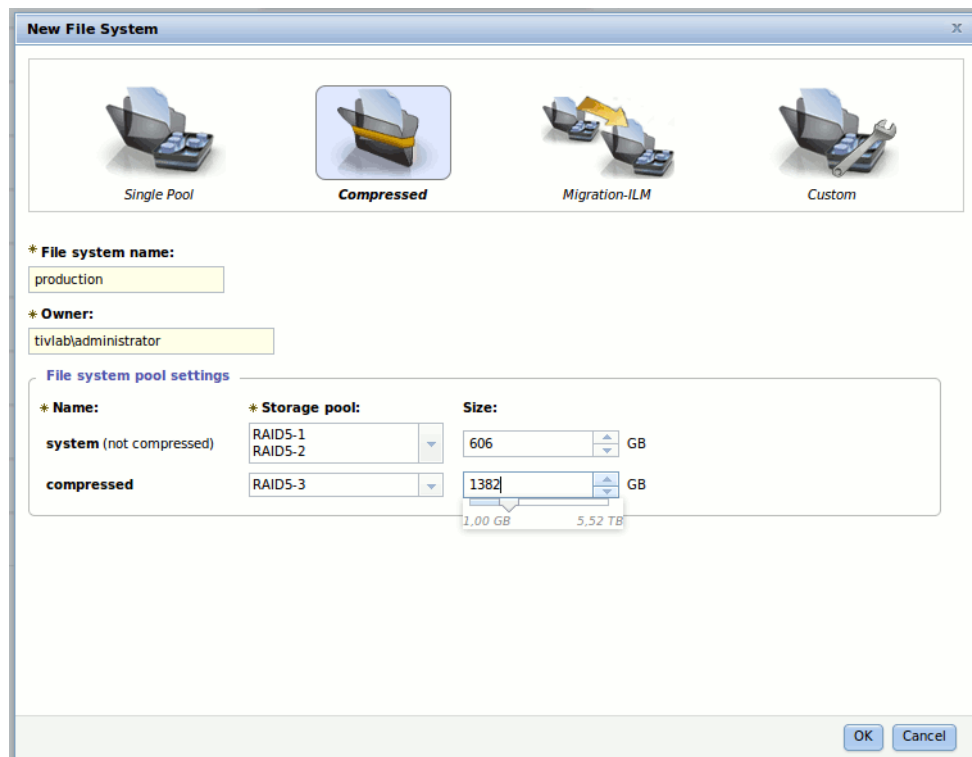 New File System x
Single Pool Compressed Migration-ILM Custom
* File system name:
production
* Owner:
tivlab\administrator
File system pool settings
* Name: * Storage pool: Size:
system (not compressed) RAID5-1 606 GB
RAID5-2
compressed RAID5-3 1382 GB
1,00 GB 5,52 TB
OK Cancel